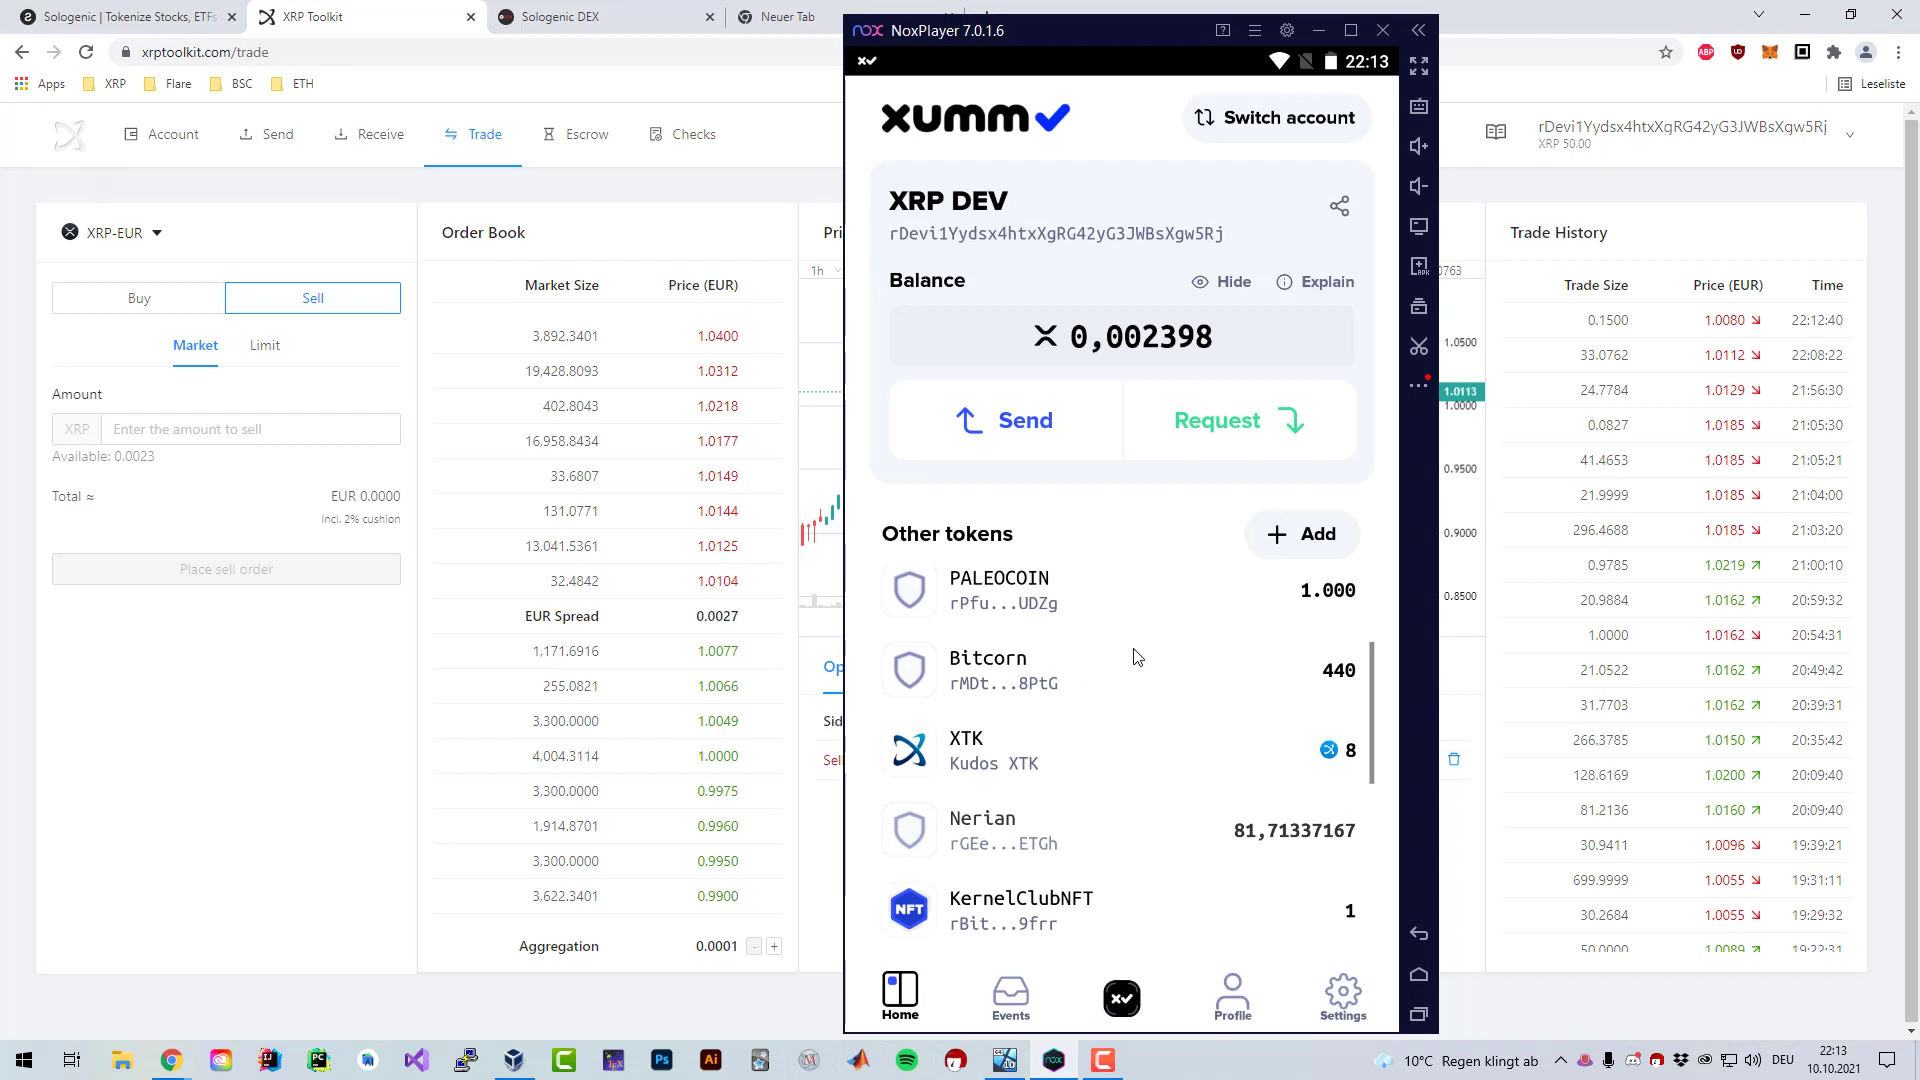 Sologenic | Tokenize Stocks, ETFs
XRP Toolkit
Sologenic DEX
Neuer Tab
xrptoolkit.com/trade
Apps
XRP
Flare
BSC
ETH
Leseliste
Account
Send
Receive
Trade
Escrow
Checks
rDevi1Yydsx4htxXgRG42yG3JWBsXgw5Rj
XRP 50.00
XRP-EUR
Buy
Sell
Market
Limit
Amount
XRP
Enter the amount to sell
Available: 0.0023
Total ≈
EUR 0.0000
Incl. 2% cushion
Place sell order
Order Book
Market Size
Price (EUR)
3,892.3401 1.0400
19,428.8093 1.0312
402.8043 1.0218
16,958.8434 1.0177
33.6807 1.0149
131.0771 1.0144
13,041.5361 1.0125
32.4842 1.0104
EUR Spread 0.0027
1,171.6916 1.0077
255.0821 1.0066
3,300.0000 1.0049
4,004.3114 1.0000
3,300.0000 0.9975
1,914.8701 0.9960
3,300.0000 0.9950
3,622.3401 0.9900
Aggregation 0.0001 - +
Pri
1h
Op
Sid
Sel
nox NoxPlayer 7.0.1.6
22:13
xumm
Switch account
XRP DEV
rDevi1Yydsx4htxXgRG42yG3JWBsXgw5Rj
Balance
Hide
Explain
0,002398
Send
Request
Other tokens
Add
PALEOCOIN
rPfu...UDZg
1.000
Bitcorn
rMDt...8PtG
440
XTK
Kudos XTK
8
Nerian
rGEe...ETGh
81,71337167
NFT
KernelClubNFT
rBit...9frr
1
Home
Events
Profile
Settings
0763
1.0500
1.0113
1.0000
0.9500
0.9000
0.8500
Trade History
Trade Size Price (EUR) Time
0.1500 1.0080 22:12:40
33.0762 1.0112 22:08:22
24.7784 1.0129 21:56:30
0.0827 1.0185 21:05:30
41.4653 1.0185 21:05:21
21.9999 1.0185 21:04:00
296.4688 1.0185 21:03:20
0.9785 1.0219 21:00:10
20.9884 1.0162 20:59:32
1.0000 1.0162 20:54:31
21.0522 1.0162 20:49:42
31.7703 1.0162 20:39:31
266.3785 1.0150 20:35:42
128.6169 1.0200 20:09:40
81.2136 1.0160 20:09:40
30.9411 1.0096 19:39:21
699.9999 1.0055 19:31:11
30.2684 1.0055 19:29:32
50.0000 1.0089 19:22:31
10°C Regen klingt ab
DEU
22:13
10.10.2021